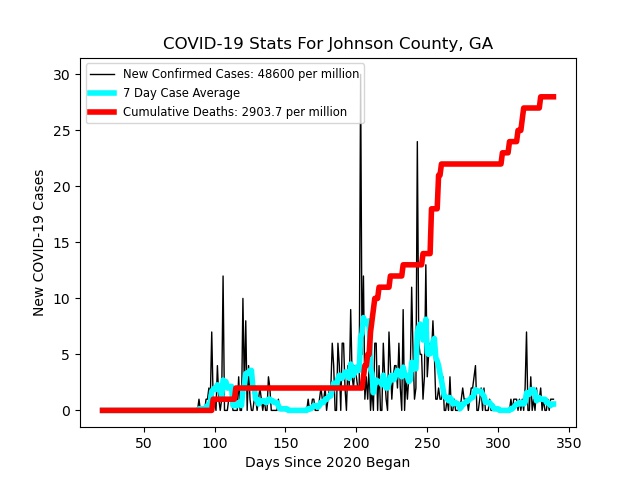 COVID-19 Stats For Johnson County, GA
New Confirmed Cases: 48600 per million
7 Day Case Average
Cumulative Deaths: 2903.7 per million
New COVID-19 Cases
30
25
20
15
10
5
0
50 100 150 200 250 300 350
Days Since 2020 Began